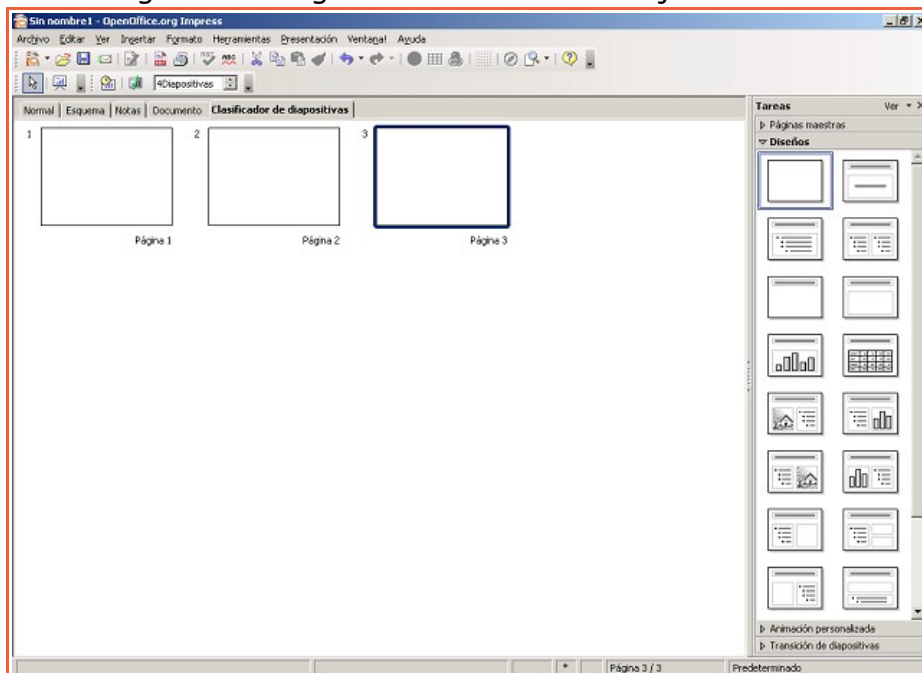 Sin nombre1 - OpenOffice.org Impress
Archivo Editar Ver Insertar Formato Herramientas Presentación Ventana! Ayuda
4Diapositivas
Normal Esquema Notas Documento Clasificador de diapositivas
Tareas Ver
Páginas maestras
Diseños
1 2 3
Página 1 Página 2 Página 3
Animación personalizada
Transición de diapositivas
* Página 3 / 3 Predeterminado